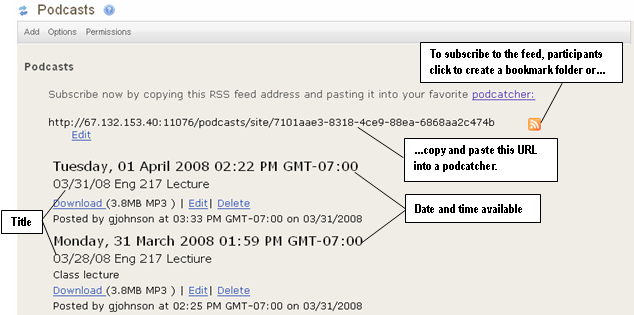 Podcasts
Add Options Permissions
To subscribe to the feed, participants
click to create a bookmark folder or...
Podcasts
Subscribe now by copying this RSS feed address and pasting it into your favorite podcatcher:
http://67.132.153.40:11076/podcasts/site/7101aae3-8318-4ce9-88ea-6868aa2c474b
Edit
...copy and paste this URL
into a podcatcher.
Tuesday, 01 April 2008 02:22 PM GMT-07:00
03/31/08 Eng 217 Lecture
Download (3.8MB MP3 ) | Edit | Delete
Posted by gjohnson at 03:33 PM GMT-07:00 on 03/31/2008
Date and time available
Title
Monday, 31 March 2008 01:59 PM GMT-07:00
03/28/08 Eng 217 Lectiure
Class lecture
Download (3.8MB MP3 ) | Edit | Delete
Posted by gjohnson at 02:25 PM GMT-07:00 on 03/31/2008